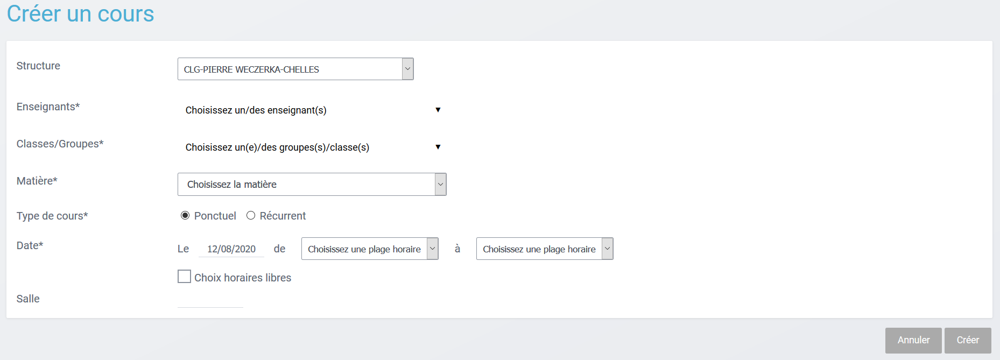 Créer un cours
Structure CLG-PIERRE WECZERKA-CHELLES
Enseignants* Choisissez un/des enseignant(s)
Classes/Groupes* Choisissez un(e)/des groupes(s)/classe(s)
Matière* Choisissez la matière
Type de cours* Ponctuel Récurrent
Date* Le 12/08/2020 de Choisissez une plage horaire à Choisissez une plage horaire
Choix horaires libres
Salle
Annuler Créer